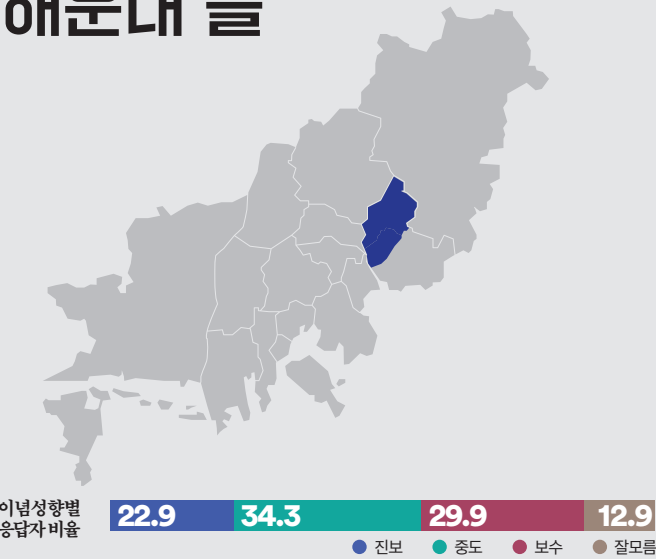 해운대 을
이념성향별
응답자 비율
22.9 34.3 29.9 12.9
진보 중도 보수 잘모름